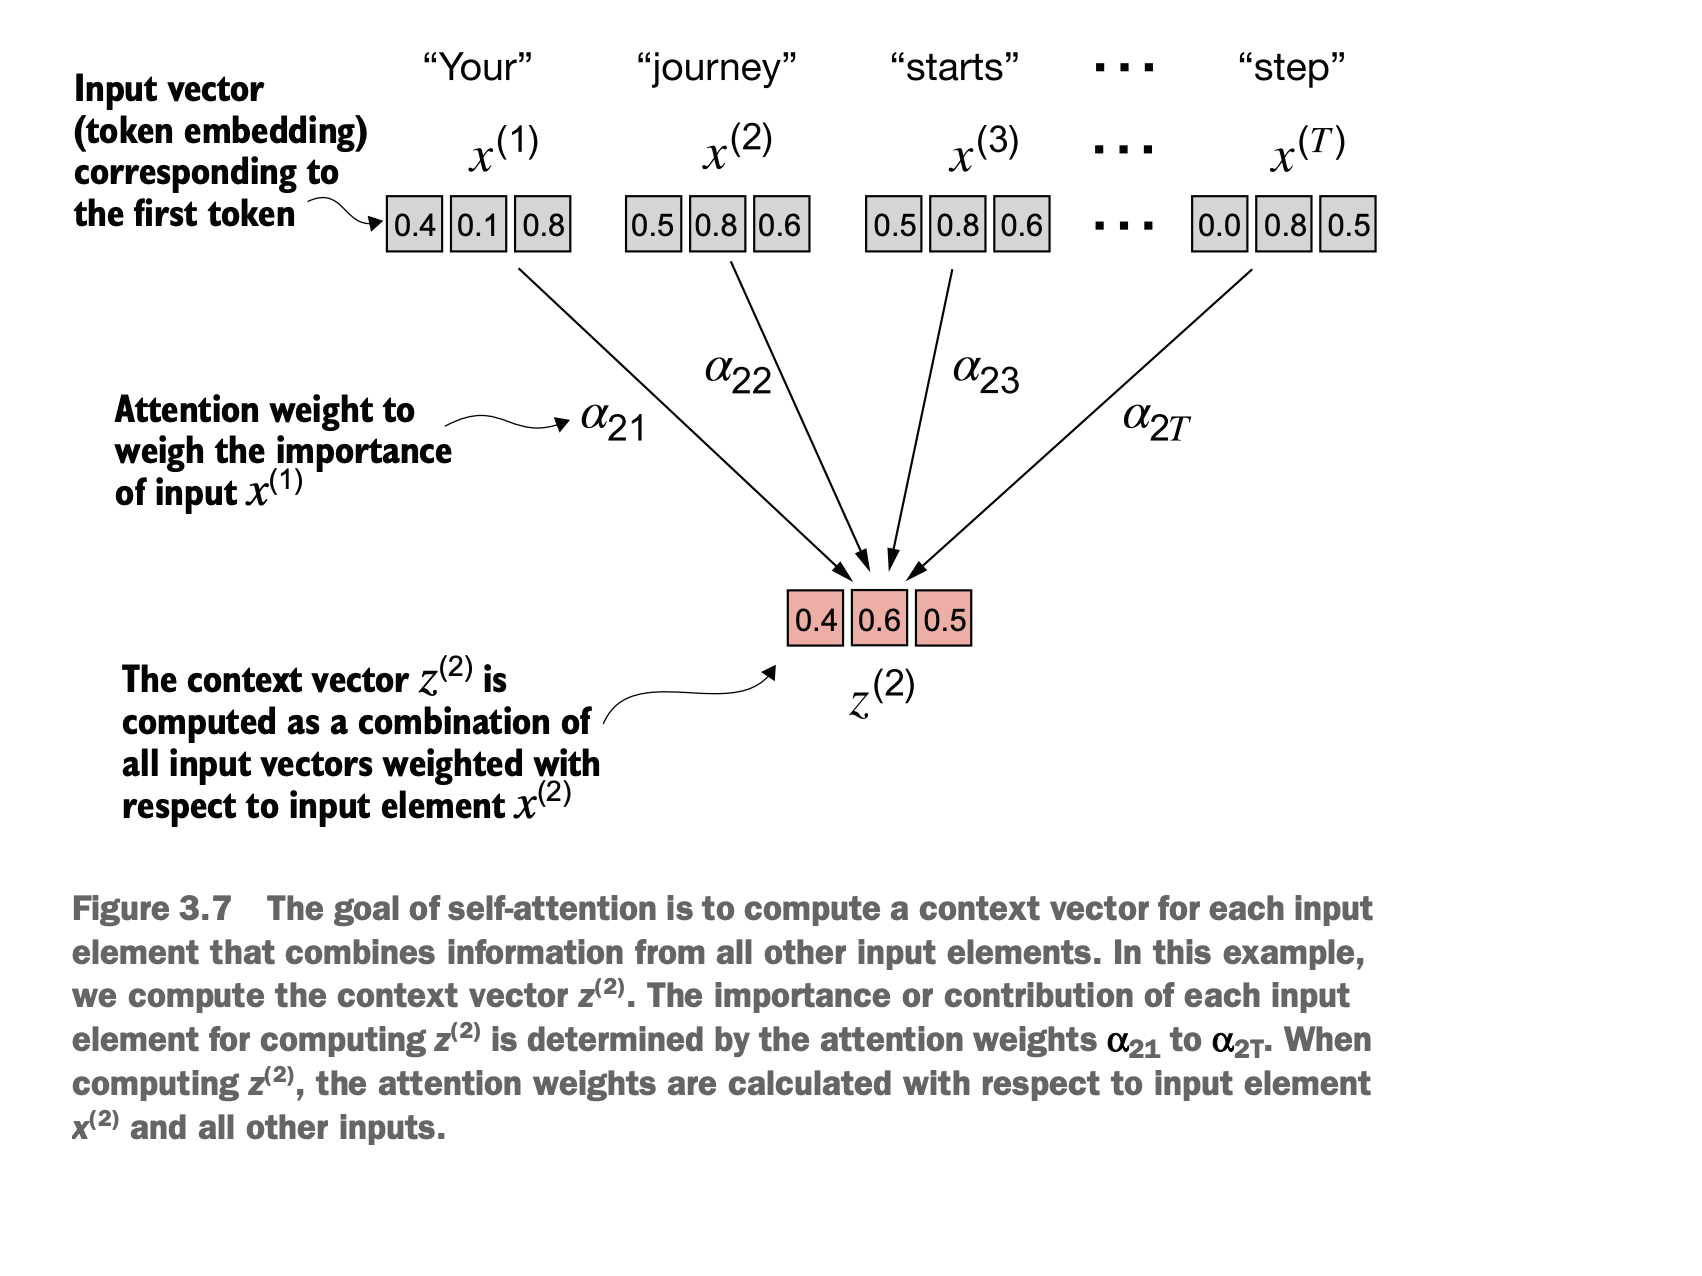 “Your” “journey” “starts” ... “step”
Input vector
(token embedding)
corresponding to
the first token
x(1) x(2) x(3) ... x(T)
0.4 0.1 0.8 0.5 0.8 0.6 0.5 0.8 0.6 ... 0.0 0.8 0.5
α22 α23
Attention weight to
weigh the importance
of input x(1)
α21 α2T
0.4 0.6 0.5
z(2)
The context vector z(2) is
computed as a combination of
all input vectors weighted with
respect to input element x(2)
Figure 3.7 The goal of self-attention is to compute a context vector for each input
element that combines information from all other input elements. In this example,
we compute the context vector z(2). The importance or contribution of each input
element for computing z(2) is determined by the attention weights α21 to α2T. When
computing z(2), the attention weights are calculated with respect to input element
x(2) and all other inputs.